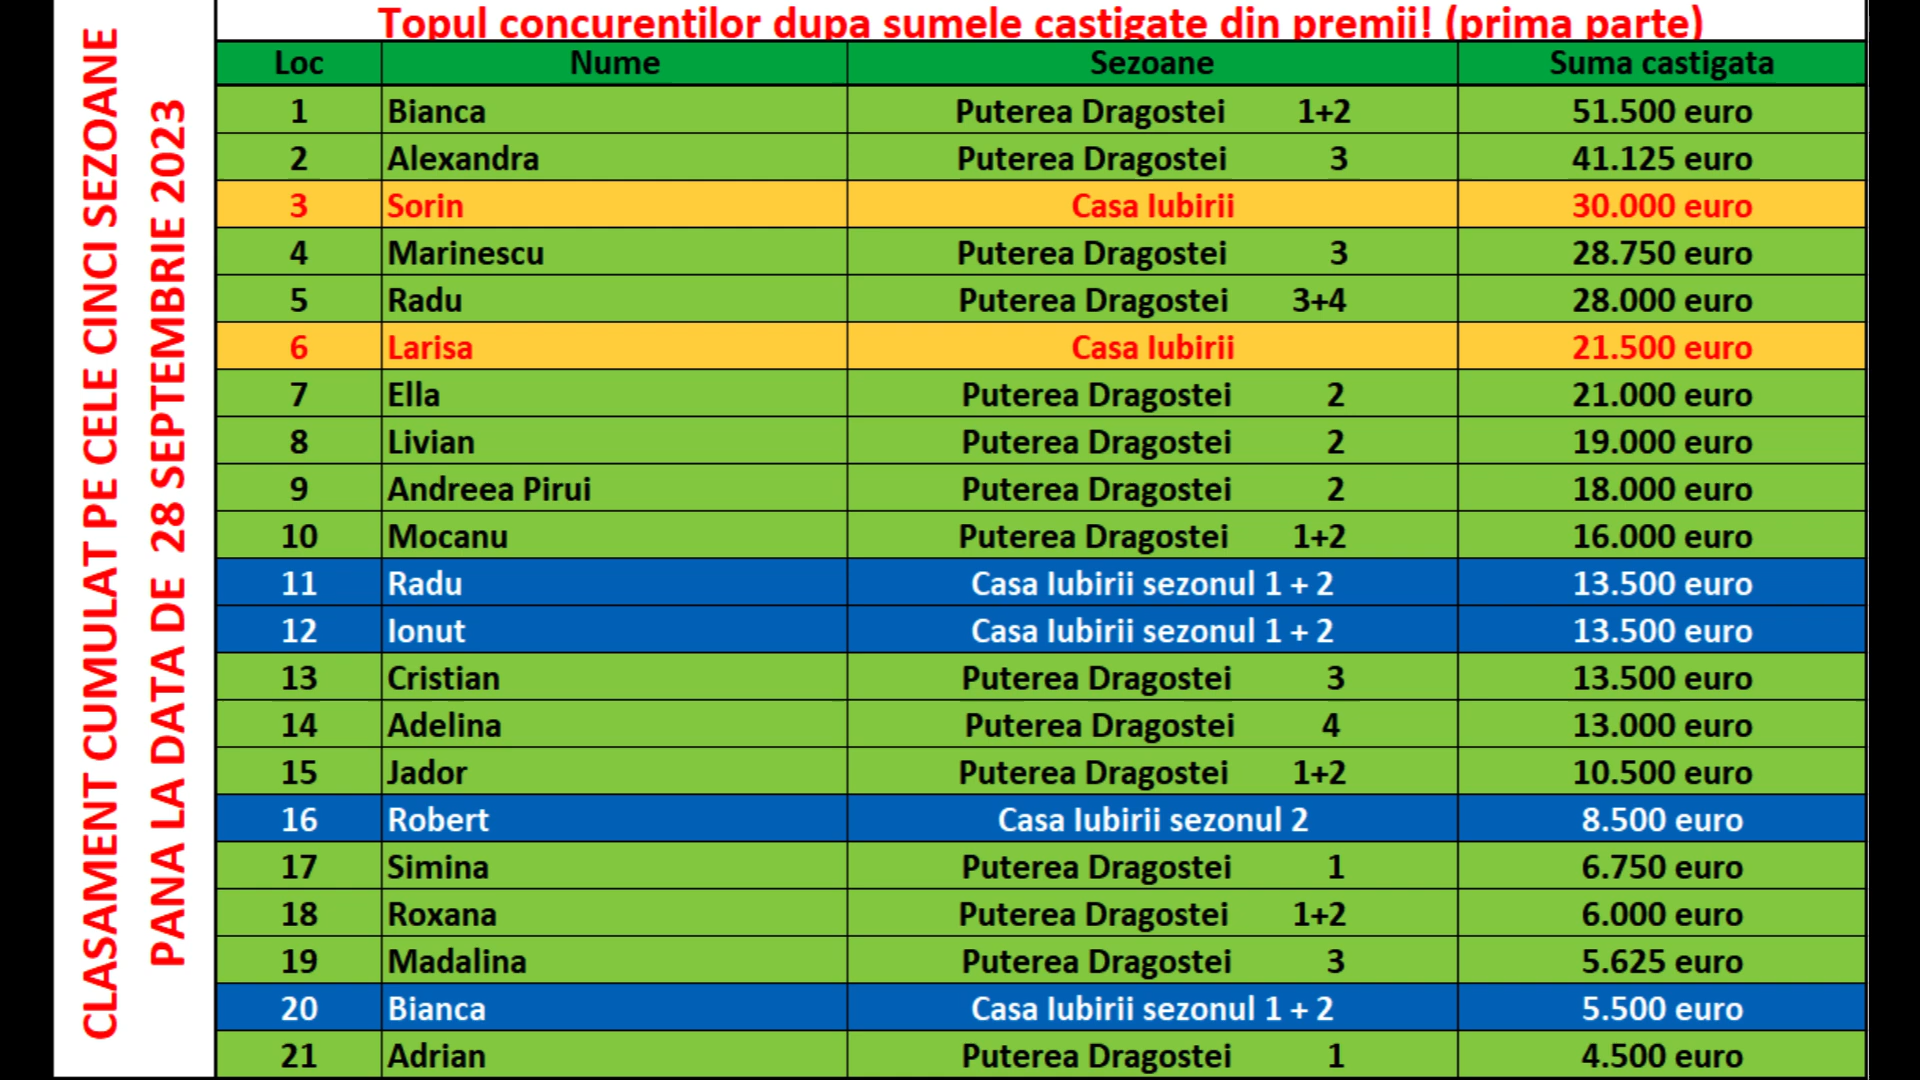 CLASAMENT CUMULAT PE CELE CINCI SEZOANE
PANA LA DATA DE 28 SEPTEMBRIE 2023
Topul concurentilor dupa sumele castigate din premii! (prima parte)
Loc Nume Sezoane Suma castigata
1 Bianca Puterea Dragostei 1+2 51.500 euro
2 Alexandra Puterea Dragostei 3 41.125 euro
3 Sorin Casa Iubirii 30.000 euro
4 Marinescu Puterea Dragostei 3 28.750 euro
5 Radu Puterea Dragostei 3+4 28.000 euro
6 Larisa Casa Iubirii 21.500 euro
7 Ella Puterea Dragostei 2 21.000 euro
8 Livian Puterea Dragostei 2 19.000 euro
9 Andreea Pirui Puterea Dragostei 2 18.000 euro
10 Mocanu Puterea Dragostei 1+2 16.000 euro
11 Radu Casa Iubirii sezonul 1 + 2 13.500 euro
12 Ionut Casa Iubirii sezonul 1 + 2 13.500 euro
13 Cristian Puterea Dragostei 3 13.500 euro
14 Adelina Puterea Dragostei 4 13.000 euro
15 Jador Puterea Dragostei 1+2 10.500 euro
16 Robert Casa Iubirii sezonul 2 8.500 euro
17 Simina Puterea Dragostei 1 6.750 euro
18 Roxana Puterea Dragostei 1+2 6.000 euro
19 Madalina Puterea Dragostei 3 5.625 euro
20 Bianca Casa Iubirii sezonul 1 + 2 5.500 euro
21 Adrian Puterea Dragostei 1 4.500 euro